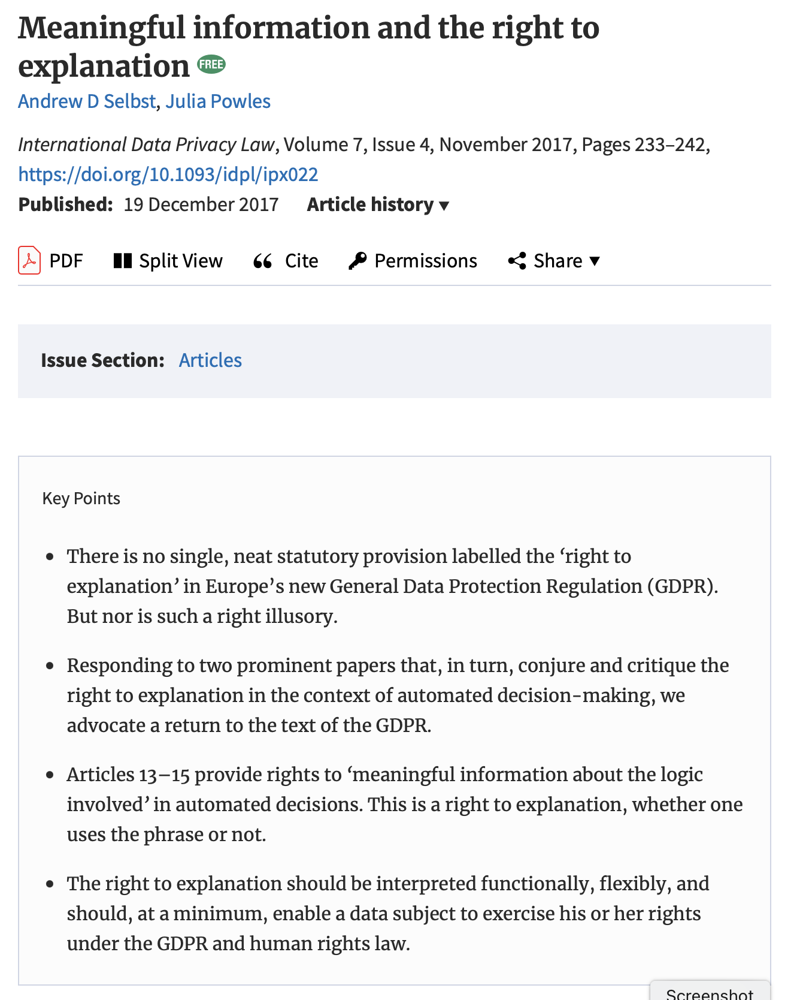 Meaningful information and the right to
explanation FREE
Andrew D Selbst, Julia Powles
International Data Privacy Law, Volume 7, Issue 4, November 2017, Pages 233–242,
https://doi.org/10.1093/idpl/ipx022
Published: 19 December 2017 Article history ▼
PDF Split View Cite Permissions Share ▼
Issue Section: Articles
Key Points
• There is no single, neat statutory provision labelled the ‘right to
explanation’ in Europe’s new General Data Protection Regulation (GDPR).
But nor is such a right illusory.
• Responding to two prominent papers that, in turn, conjure and critique the
right to explanation in the context of automated decision-making, we
advocate a return to the text of the GDPR.
• Articles 13–15 provide rights to ‘meaningful information about the logic
involved’ in automated decisions. This is a right to explanation, whether one
uses the phrase or not.
• The right to explanation should be interpreted functionally, flexibly, and
should, at a minimum, enable a data subject to exercise his or her rights
under the GDPR and human rights law.
Screenshot